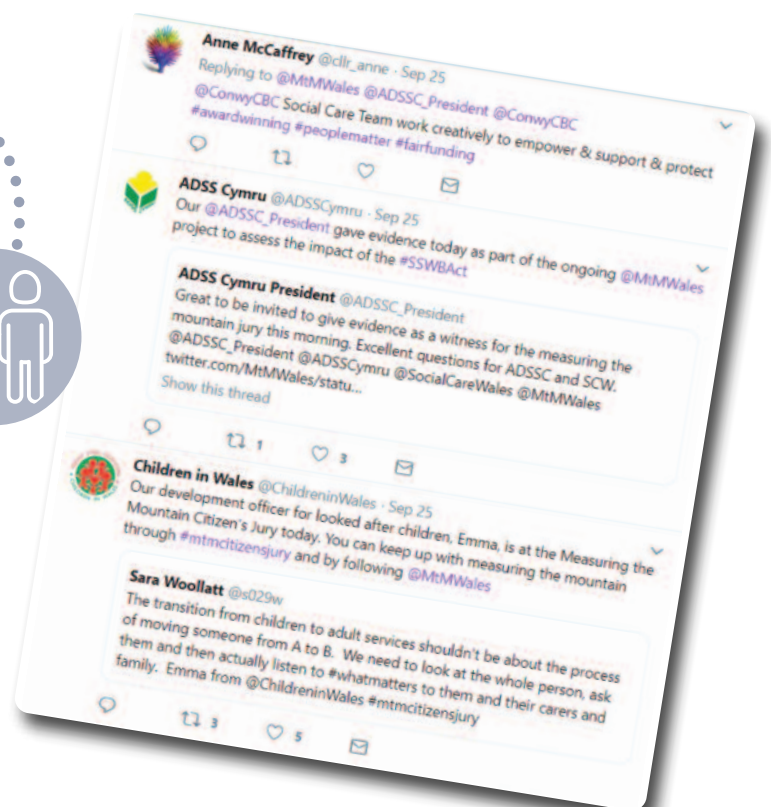 Anne McCaffrey @cllr_anne · Sep 25
Replying to @MtMWales @ADSSC_President @ConwyCBC
@ConwyCBC Social Care Team work creatively to empower & support & protect
#awardwinning #peoplematter #fairfunding
ADSS Cymru @ADSSCymru · Sep 25
Our @ADSSC_President gave evidence today as part of the ongoing @MtMWales
project to assess the impact of the #SSWBAct
ADSS Cymru President @ADSSC_President
Great to be invited to give evidence as a witness for the measuring the
mountain jury this morning. Excellent questions for ADSSC and SCW.
@ADSSC_President @ADSSCymru @SocialCareWales @MtMWales
twitter.com/MtMWales/statu...
Show this thread
1 3
Children in Wales @ChildreninWales · Sep 25
Our development officer for looked after children, Emma, is at the Measuring the
Mountain Citizen's Jury today. You can keep up with measuring the mountain
through #mtmcitizensjury and by following @MtMWales
Sara Woollatt @s029w
The transition from children to adult services shouldn't be about the process
of moving someone from A to B. We need to look at the whole person, ask
them and then actually listen to #whatmatters to them and their carers and
family. Emma from @ChildreninWales #mtmcitizensjury
3 5